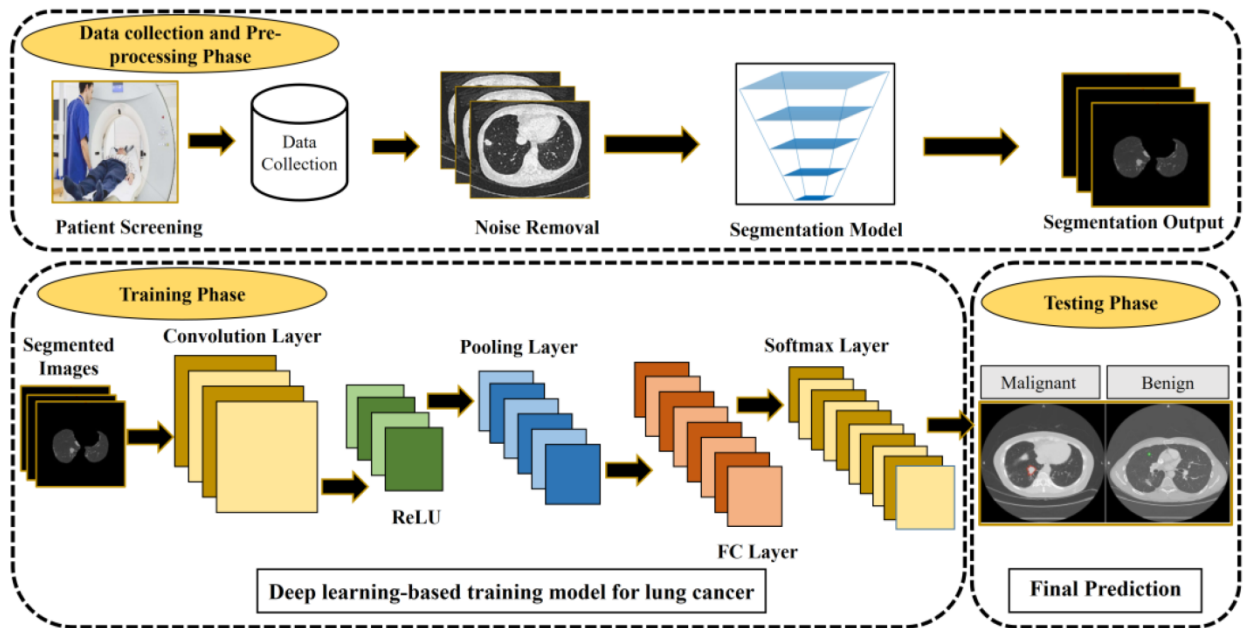 Data collection and Pre-
processing Phase
Data
Collection
Patient Screening
Noise Removal
Segmentation Model
Segmentation Output
Training Phase
Segmented
Images
Convolution Layer
ReLU
Pooling Layer
FC Layer
Softmax Layer
Deep learning-based training model for lung cancer
Testing Phase
Malignant
Benign
Final Prediction